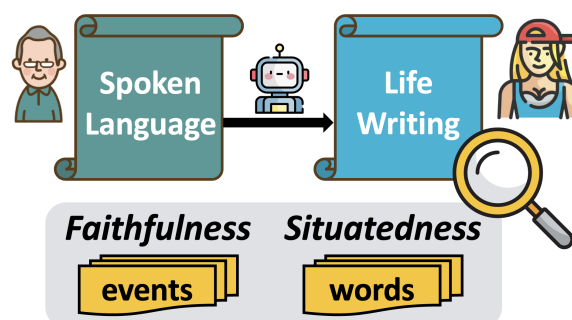 Spoken
Language
Life
Writing
Faithfulness
Situatedness
events
words